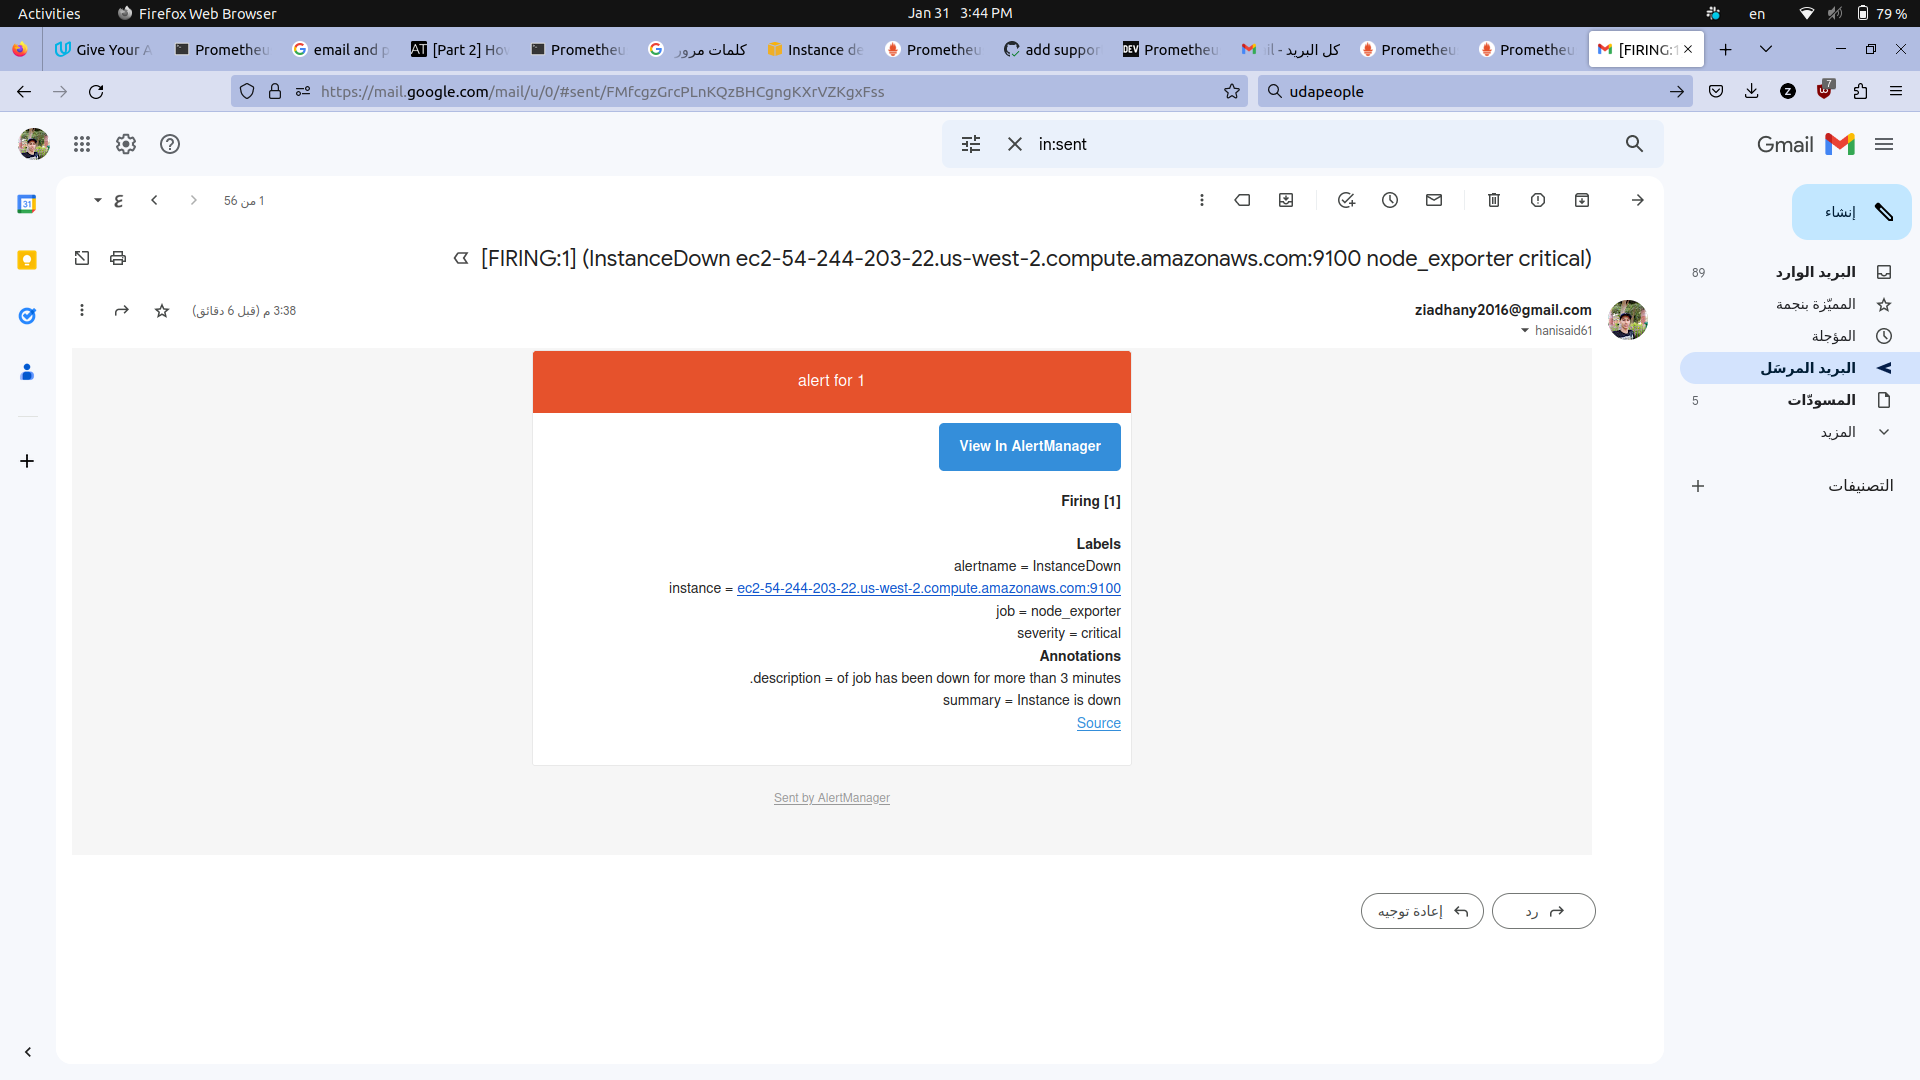 Activities
Firefox Web Browser
Jan 31 3:44 PM
en
79 %
Give Your A
Prometheu
email and p
[Part 2] Hov
Prometheu
كلمات مرور
Instance de
Prometheu
add suppor
Prometheu
كل البريد - il
Prometheu
Prometheu
[FIRING:1
https://mail.google.com/mail/u/0/#sent/FMfcgzGrcPLnKQzBHCgngKXrVZKgxFss
udapeople
7
in:sent
Gmail
31
ع
1 من 56
إنشاء
[FIRING:1] (InstanceDown ec2-54-244-203-22.us-west-2.compute.amazonaws.com:9100 node_exporter critical)
البريد الوارد
89
المميّزة بنجمة
المؤجلة
البريد المرسَل
المسودّات
5
المزيد
التصنيفات
ziadhany2016@gmail.com
3:38 م (قبل 6 دقائق)
hanisaid61
alert for 1
View In AlertManager
Firing [1]
Labels
alertname = InstanceDown
instance = ec2-54-244-203-22.us-west-2.compute.amazonaws.com:9100
job = node_exporter
severity = critical
Annotations
.description = of job has been down for more than 3 minutes
summary = Instance is down
Source
Sent by AlertManager
رد
إعادة توجيه